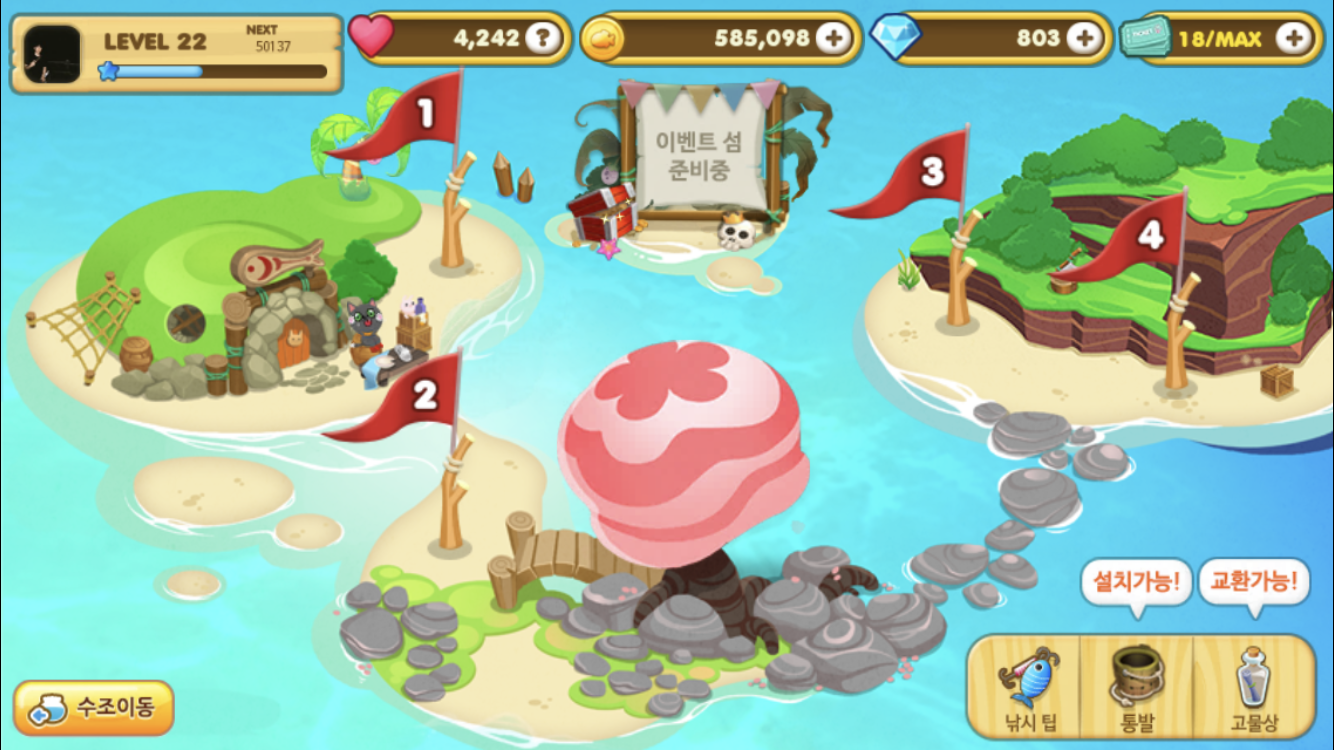 LEVEL 22
NEXT
50137
4,242
?
585,098
+
803
+
TICKET
18/MAX
+
1
이벤트 섬
준비중
3
4
2
설치가능!
교환가능!
수조이동
낚시 팁
통발
고물상